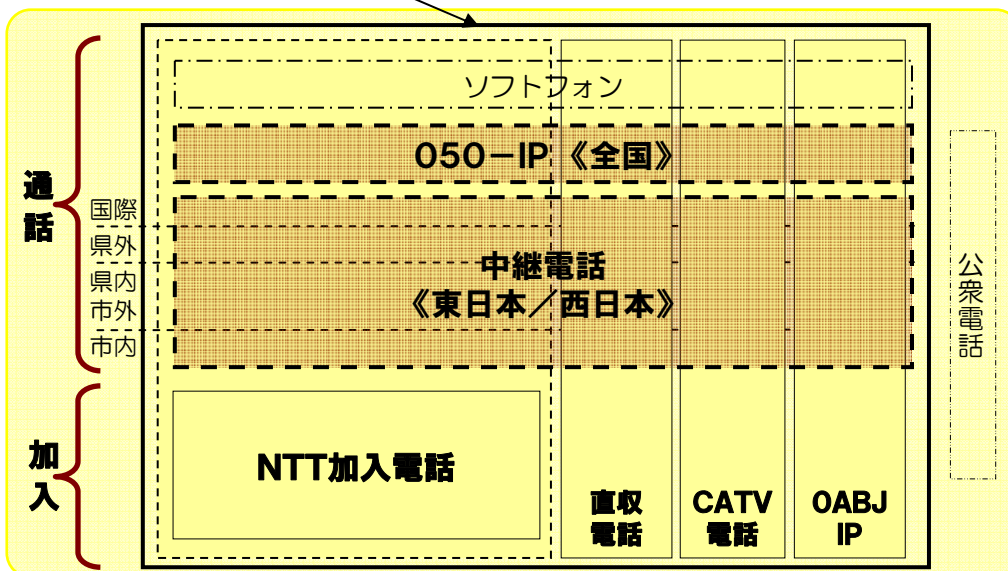 ソフトフォン
050－IP《全国》
通
話
国際
県外
県内
市外
市内
中継電話
《東日本／西日本》
公衆電話
加
入
NTT加入電話
直収
電話
CATV
電話
0ABJ
IP